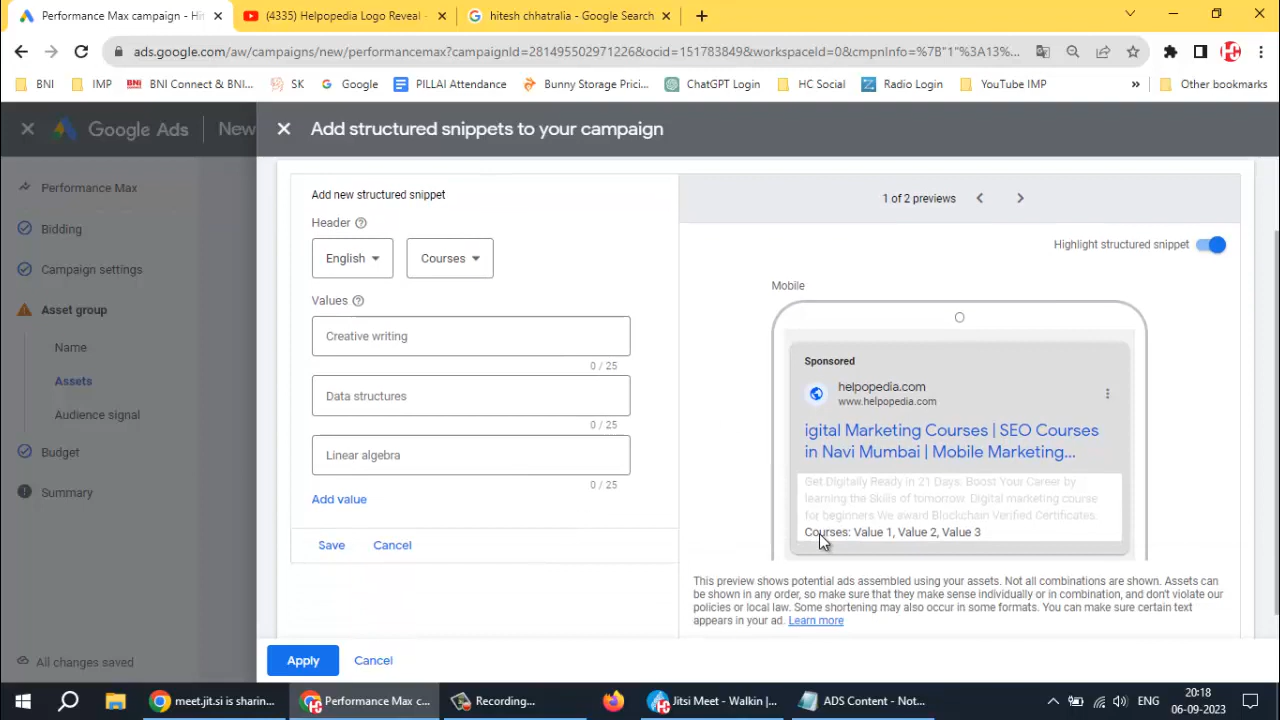 Performance Max campaign - Hit
(4335) Helpopedia Logo Reveal -
hitesh chhatralia - Google Search
ads.google.com/aw/campaigns/new/performancemax?campaignId=281495502971226&ocid=1517838498&workspaceId=0&cmpnInfo=%7B"1"%3A13%...
BNI
IMP
BNI Connect & BNI...
SK
Google
PILLAI Attendance
Bunny Storage Prici...
ChatGPT Login
HC Social
Radio Login
YouTube IMP
»
Other bookmarks
Google Ads
New
Add structured snippets to your campaign
Performance Max
Bidding
Campaign settings
Asset group
Name
Assets
Audience signal
Budget
Summary
All changes saved
Add new structured snippet
Header
English
Courses
Values
Creative writing
0 / 25
Data structures
0 / 25
Linear algebra
0 / 25
Add value
Save
Cancel
1 of 2 previews
Highlight structured snippet
Mobile
Sponsored
helpopedia.com
www.helpopedia.com
igital Marketing Courses | SEO Courses
in Navi Mumbai | Mobile Marketing...
Get Digitally Ready in 21 Days. Boost Your Career by
learning the Skills of tomorrow. Digital marketing course
for beginners We award Blockchain Verified Certificates.
Courses: Value 1, Value 2, Value 3
This preview shows potential ads assembled using your assets. Not all combinations are shown. Assets can
be shown in any order, so make sure that they make sense individually or in combination, and don't violate our
policies or local law. Some shortening may also occur in some formats. You can make sure certain text
appears in your ad. Learn more
Apply
Cancel
meet.jit.si is sharin...
Performance Max c...
Recording...
Jitsi Meet - Walkin |...
ADS Content - Not...
ENG
20:18
06-09-2023